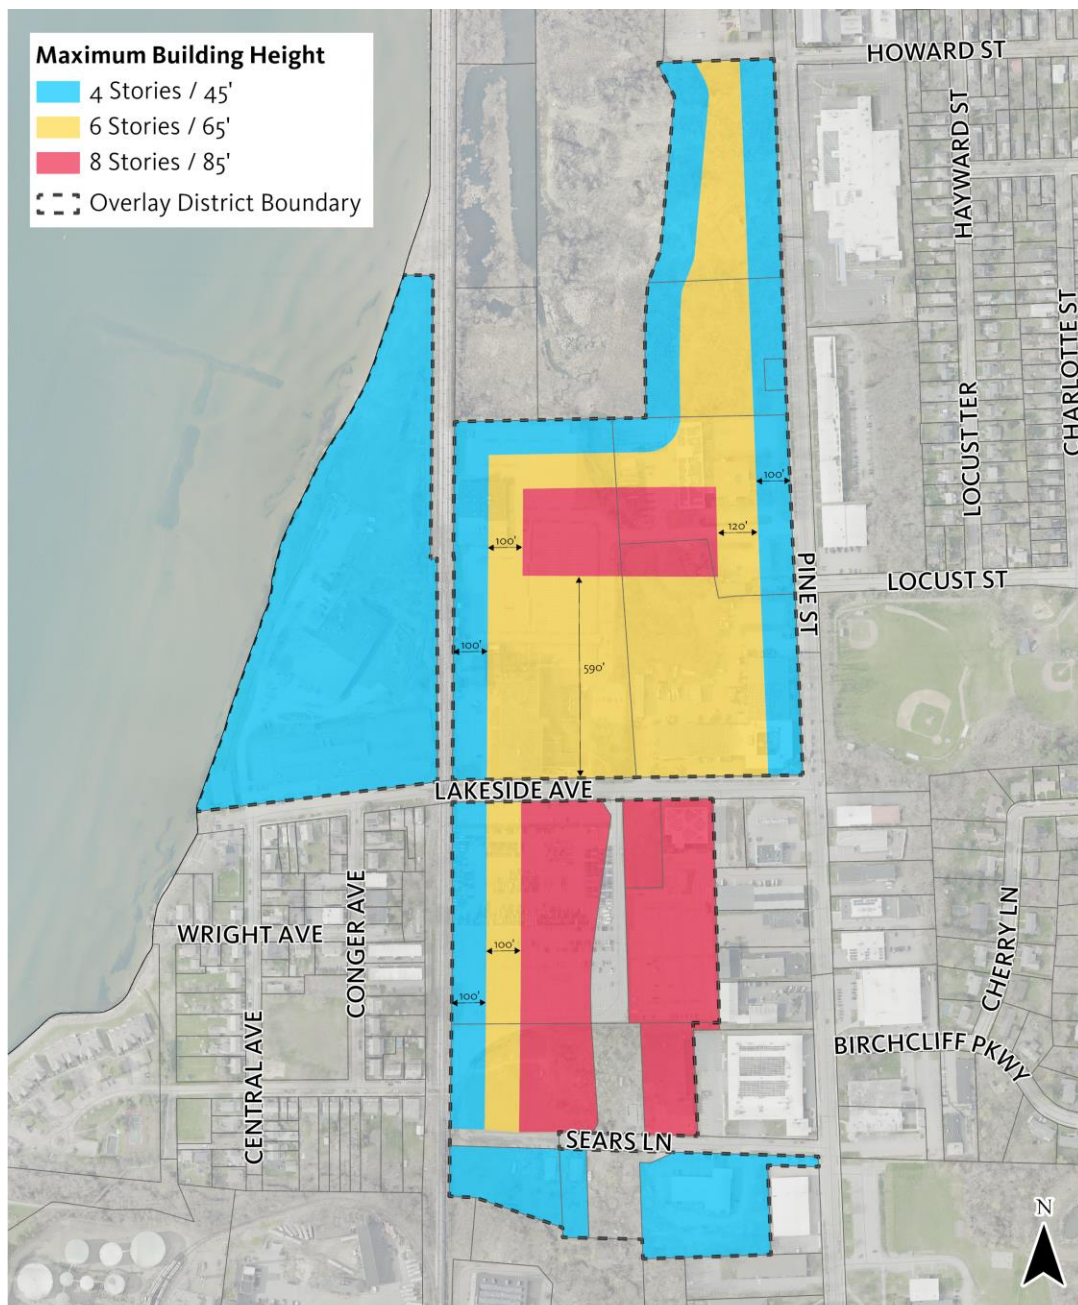 Maximum Building Height
4 Stories / 45'
6 Stories / 65'
8 Stories / 85'
Overlay District Boundary
HOWARD ST
HAYWARD ST
CHARLOTTE ST
LOCUST TER
100'
120'
100'
PINE ST
LOCUST ST
100'
590'
LAKESIDE AVE
WRIGHT AVE
CONGER AVE
CHERRY LN
100'
100'
CENTRAL AVE
BIRCHCLIFF PKWY
SEARS LN
N